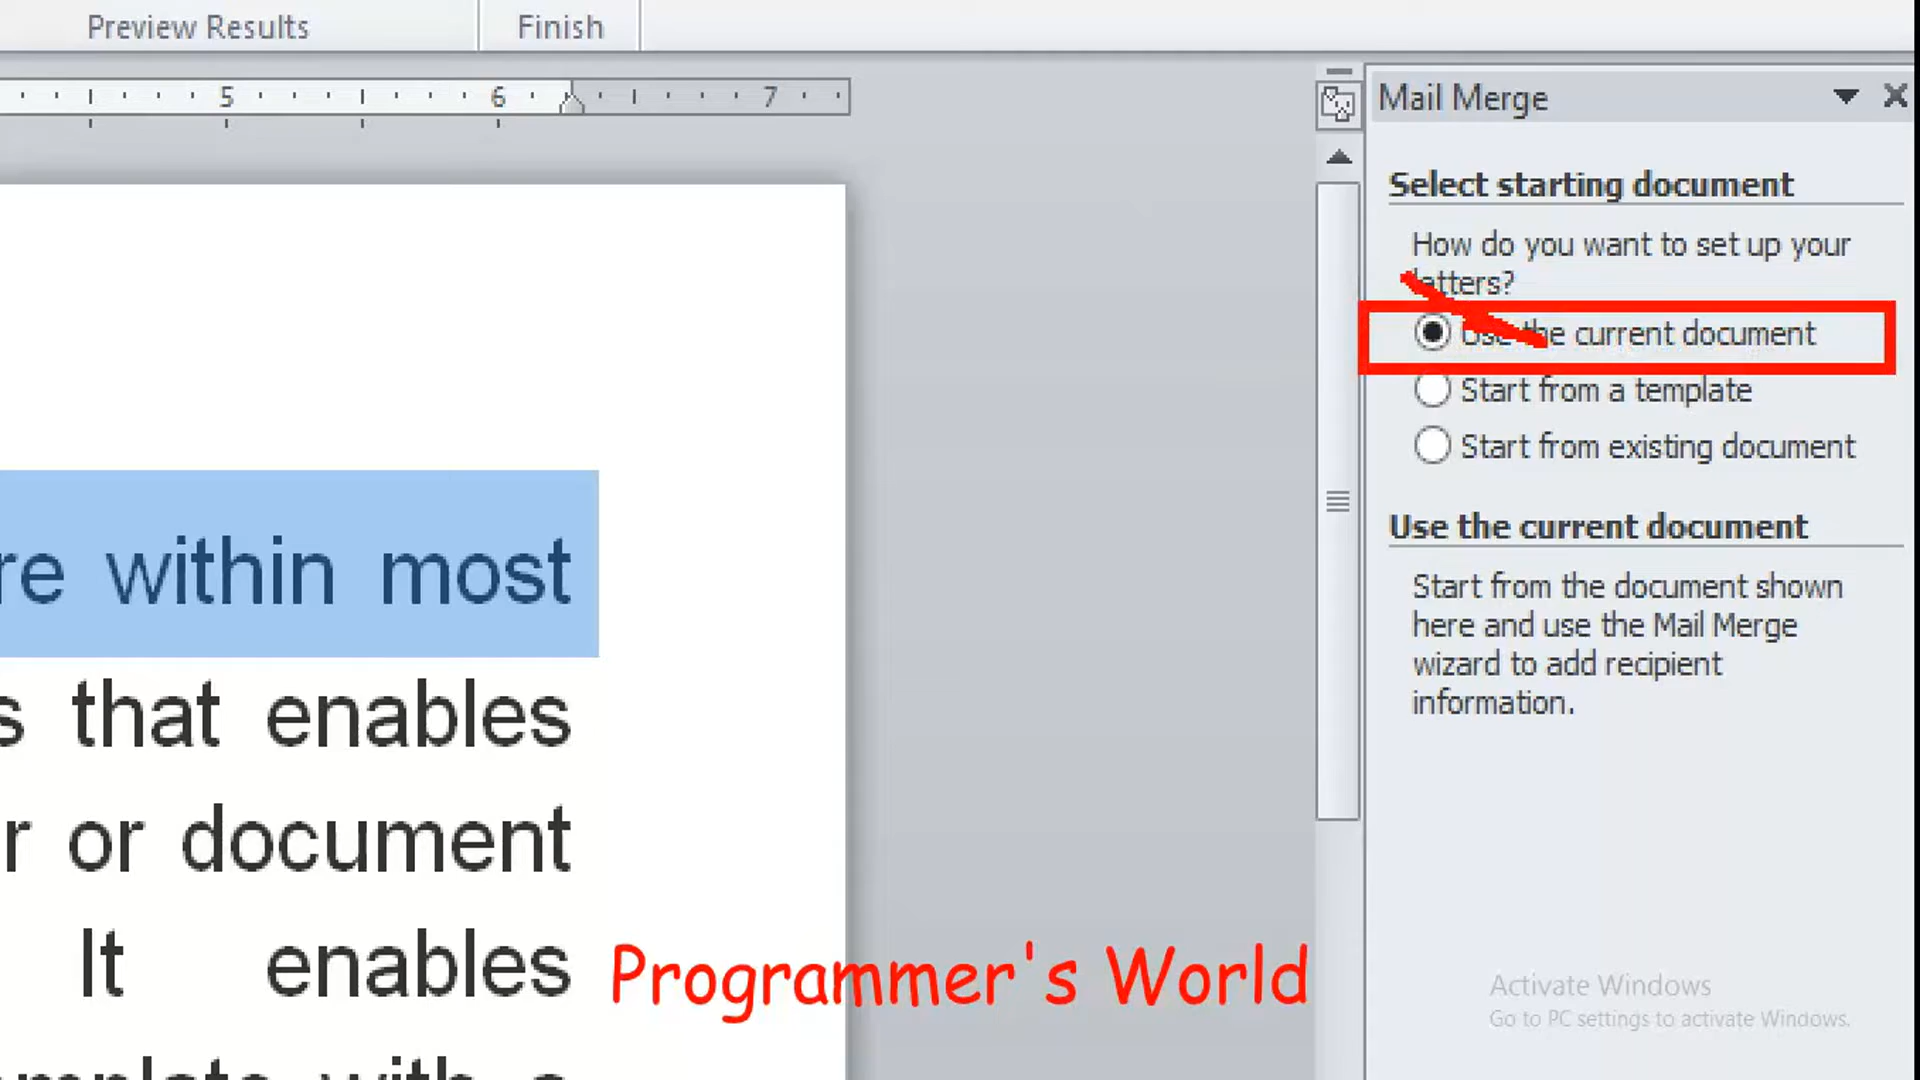 Preview Results
Finish
5 6 7
Mail Merge
Select starting document
How do you want to set up your
letters?
Use the current document
Start from a template
Start from existing document
Use the current document
Start from the document shown
here and use the Mail Merge
wizard to add recipient
information.
within most
that enables
or document
It enables
with a
Programmer's World
Activate Windows
Go to PC settings to activate Windows.